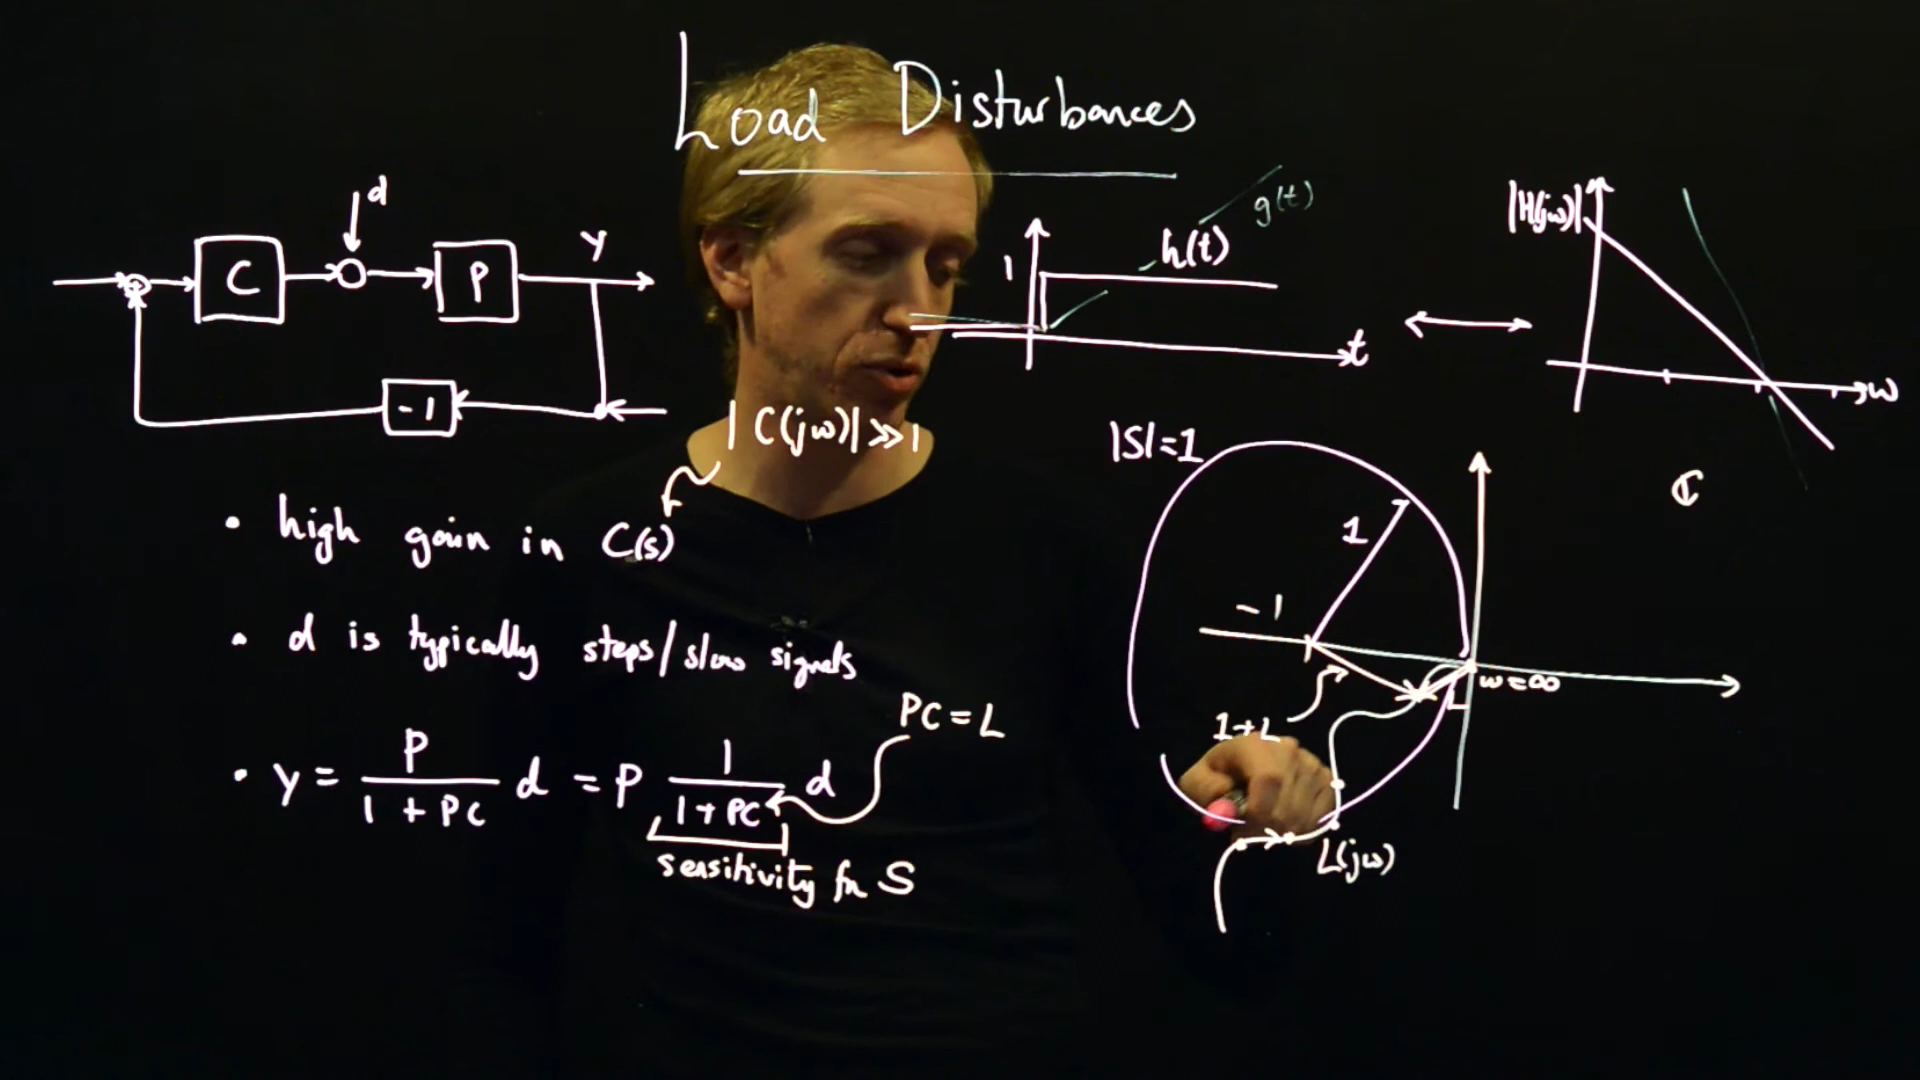 Load Disturbances
d
C
P
y
-1
|C(jω)| ≫ 1
• high gain in C(s)
• d is typically steps/slow signals
• y = P / (1 + PC) d = P 1 / (1 + PC) d
PC = L
sensitivity fn S
1
h(t)
g(t)
t
|H(jω)|
ω
|S|=1
ℂ
1
-1
ω=∞
1+L
L
L(jω)